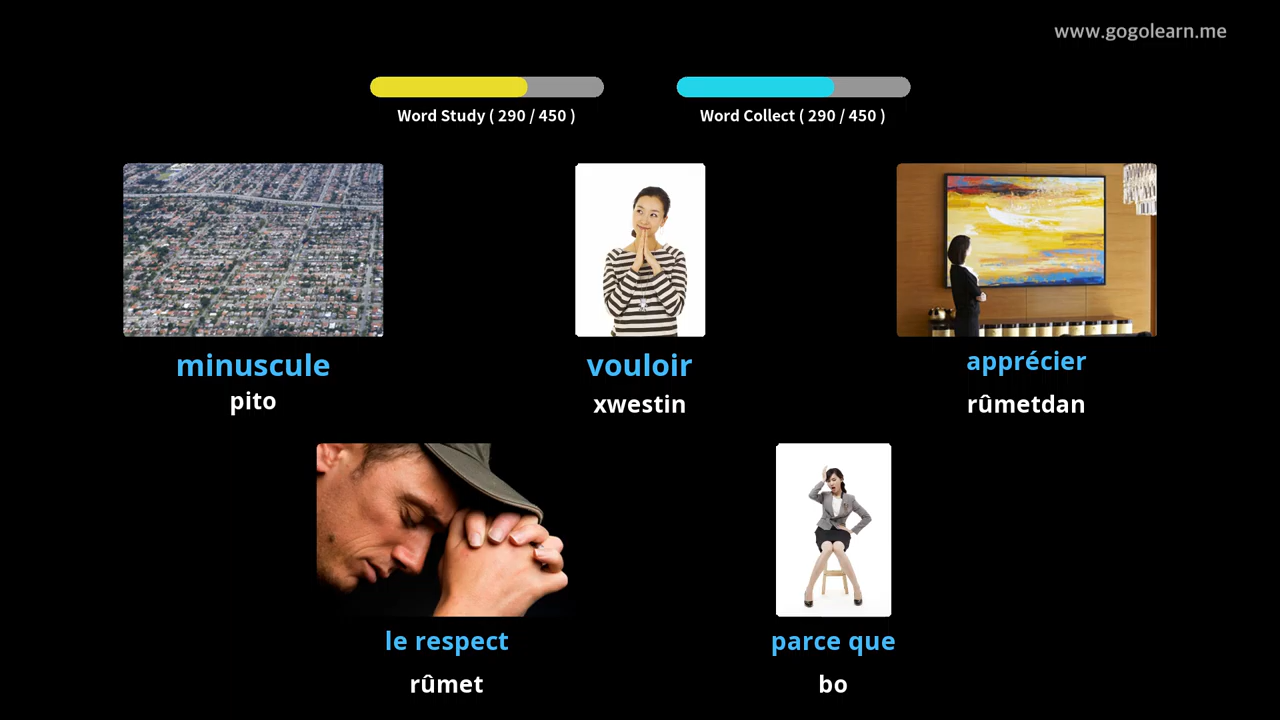 www.gogolearn.me
Word Study ( 290 / 450 )
Word Collect ( 290 / 450 )
minuscule
pito
vouloir
xwestin
apprécier
rûmetdan
le respect
rûmet
parce que
bo